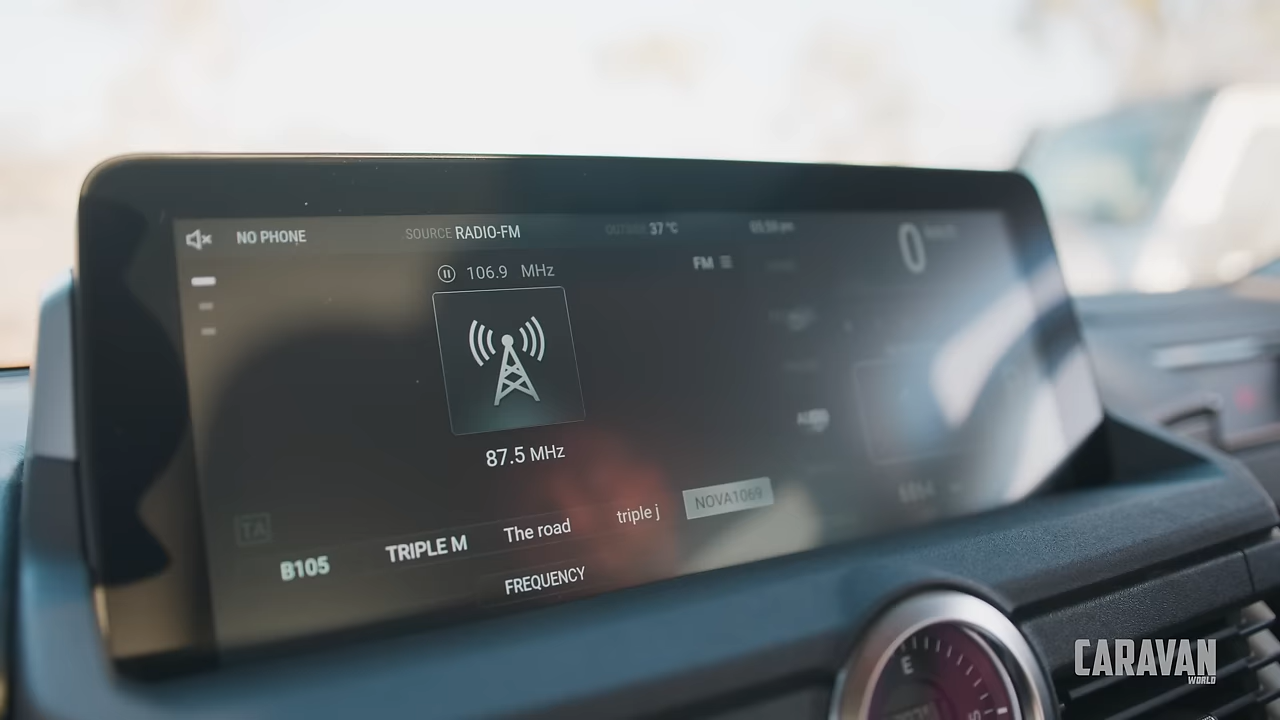 NO PHONE
SOURCE RADIO-FM
37 °C
106.9 MHz
FM
0
87.5 MHz
TA
B105
TRIPLE M
The road
triple j
NOVA1069
FREQUENCY
E
S
CARAVAN
WORLD